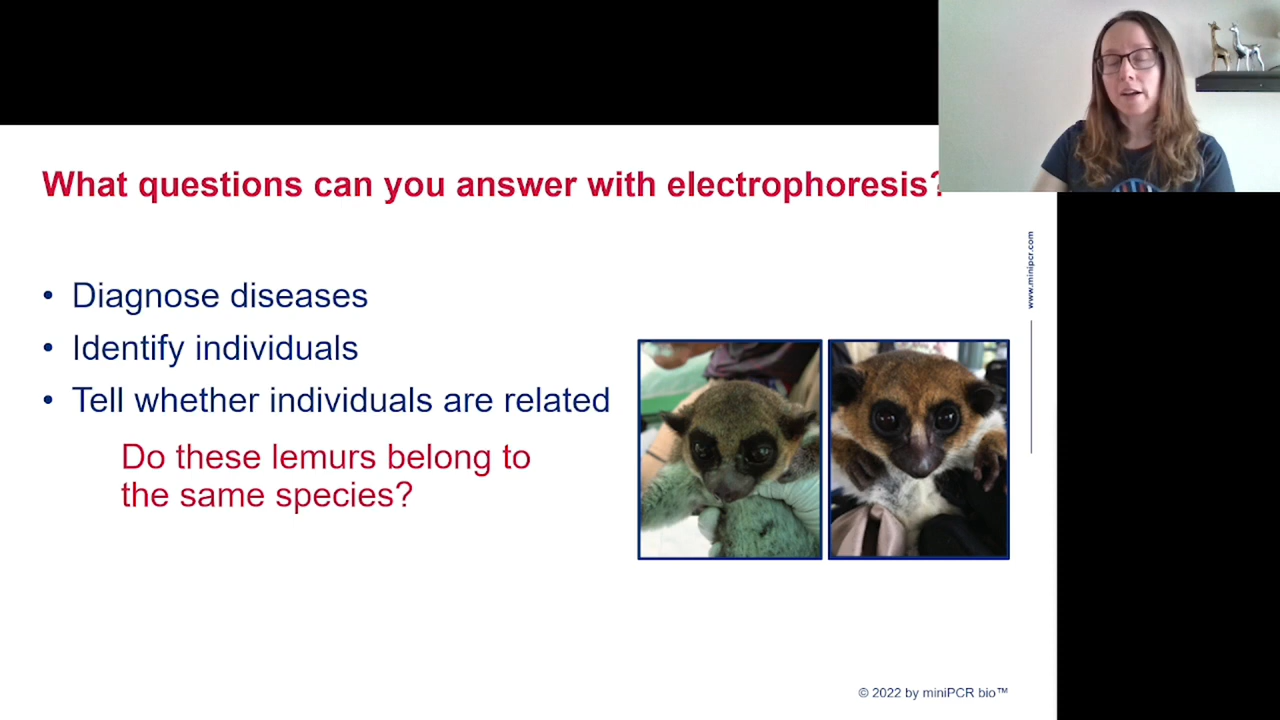 What questions can you answer with electrophoresis?
www.minipcr.com
• Diagnose diseases
• Identify individuals
• Tell whether individuals are related
Do these lemurs belong to
the same species?
© 2022 by miniPCR bio™